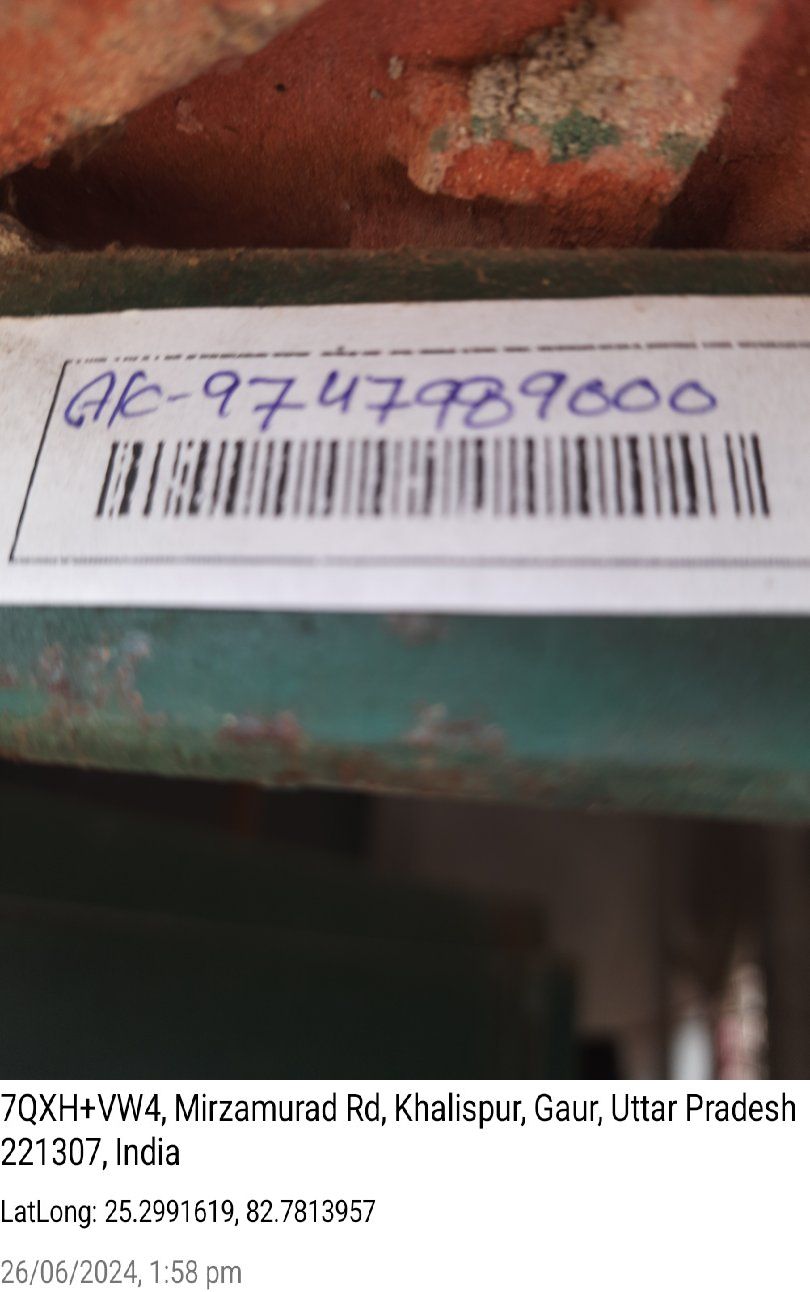 A/C-9747989000
7QXH+VW4, Mirzamurad Rd, Khalispur, Gaur, Uttar Pradesh
221307, India
LatLong: 25.2991619, 82.7813957
26/06/2024, 1:58 pm